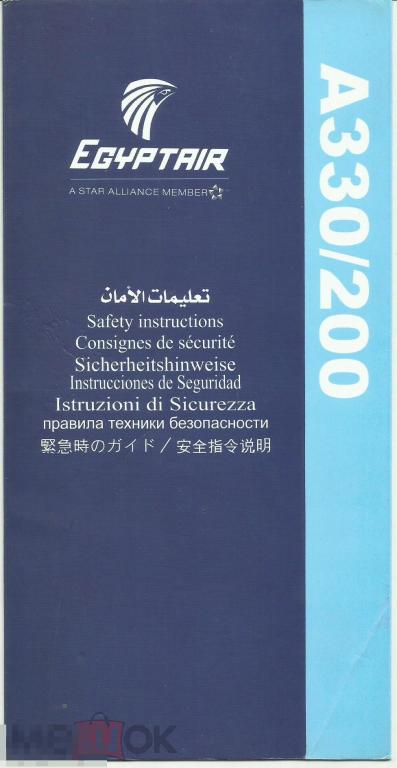 EGYPTAIR
A STAR ALLIANCE MEMBER
تعليمات الأمان
Safety instructions
Consignes de sécurité
Sicherheitshinweise
Instrucciones de Seguridad
Istruzioni di Sicurezza
правила техники безопасности
緊急時のガイド / 安全指令说明
A330/200
МЕШОК